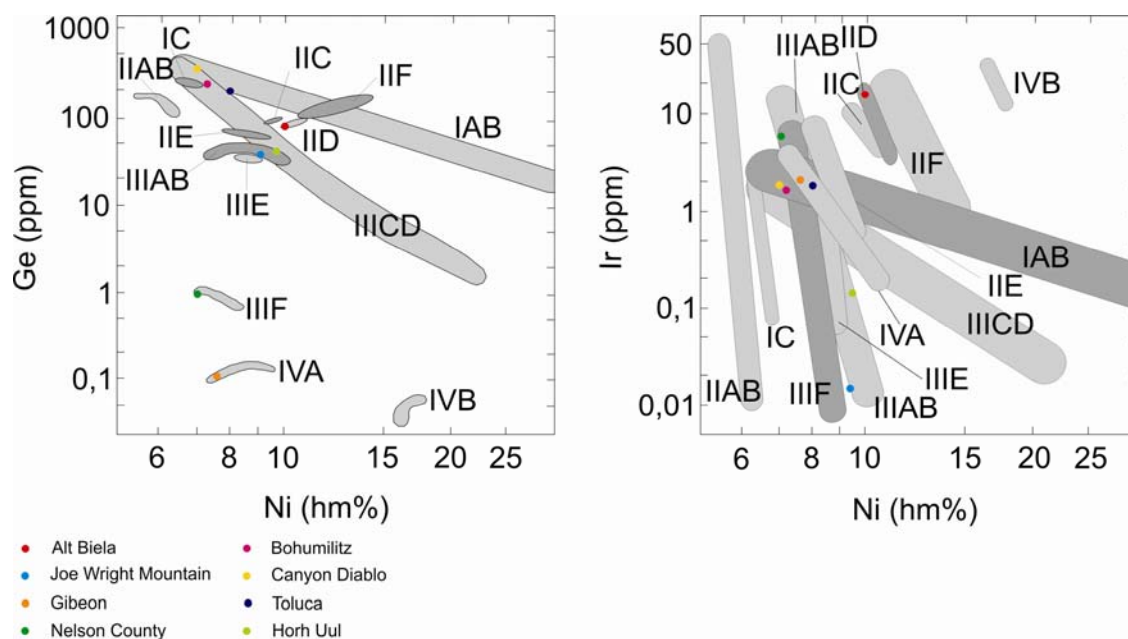 1000
100
10
1
0,1
Ge (ppm)
IC
IIAB
IIC
IIF
IAB
IIE
IID
IIIAB
IIIE
IIICD
IIIF
IVA
IVB
6 8 10 15 20 25
Ni (hm%)
50
10
1
0,1
0,01
Ir (ppm)
IIIAB
IID
IIC
IVB
IIF
IAB
IIE
IIICD
IC
IVA
IIIE
IIAB
IIIF
IIIAB
6 8 10 15 20 25
Ni (hm%)
Alt Biela
Joe Wright Mountain
Gibeon
Nelson County
Bohumilitz
Canyon Diablo
Toluca
Horh Uul